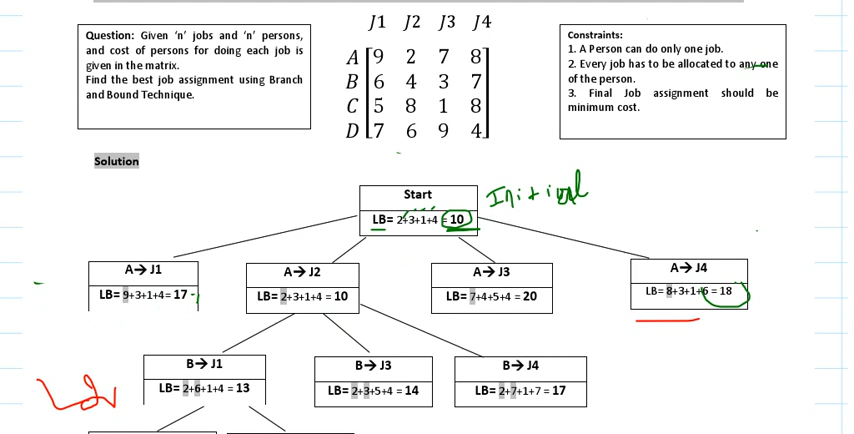 Question: Given 'n' jobs and 'n' persons,
and cost of persons for doing each job is
given in the matrix.
Find the best job assignment using Branch
and Bound Technique.
J1 J2 J3 J4
A 9 2 7 8
B 6 4 3 7
C 5 8 1 8
D 7 6 9 4
Constraints:
1. A Person can do only one job.
2. Every job has to be allocated to any one
of the person.
3. Final Job assignment should be
minimum cost.
Solution
Start
LB= 2+3+1+4 = 10
Initial
A→ J1
LB= 9+3+1+4= 17
A→ J2
LB= 2+3+1+4 = 10
A→ J3
LB= 7+4+5+4 = 20
A→ J4
LB= 8+3+1+6 = 18
B→ J1
LB= 2+6+1+4 = 13
B→ J3
LB= 2+3+5+4 = 14
B→ J4
LB= 2+7+1+7 = 17